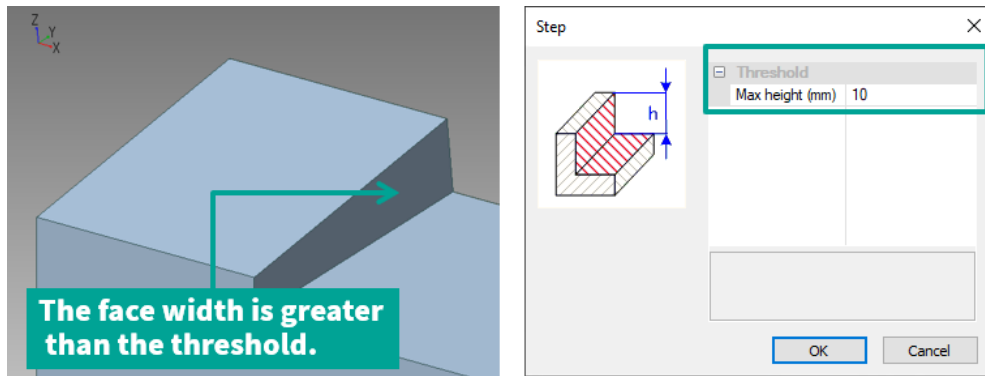 Z
Y
X
The face width is greater
than the threshold.
Step
h
Threshold
Max height (mm) 10
OK Cancel